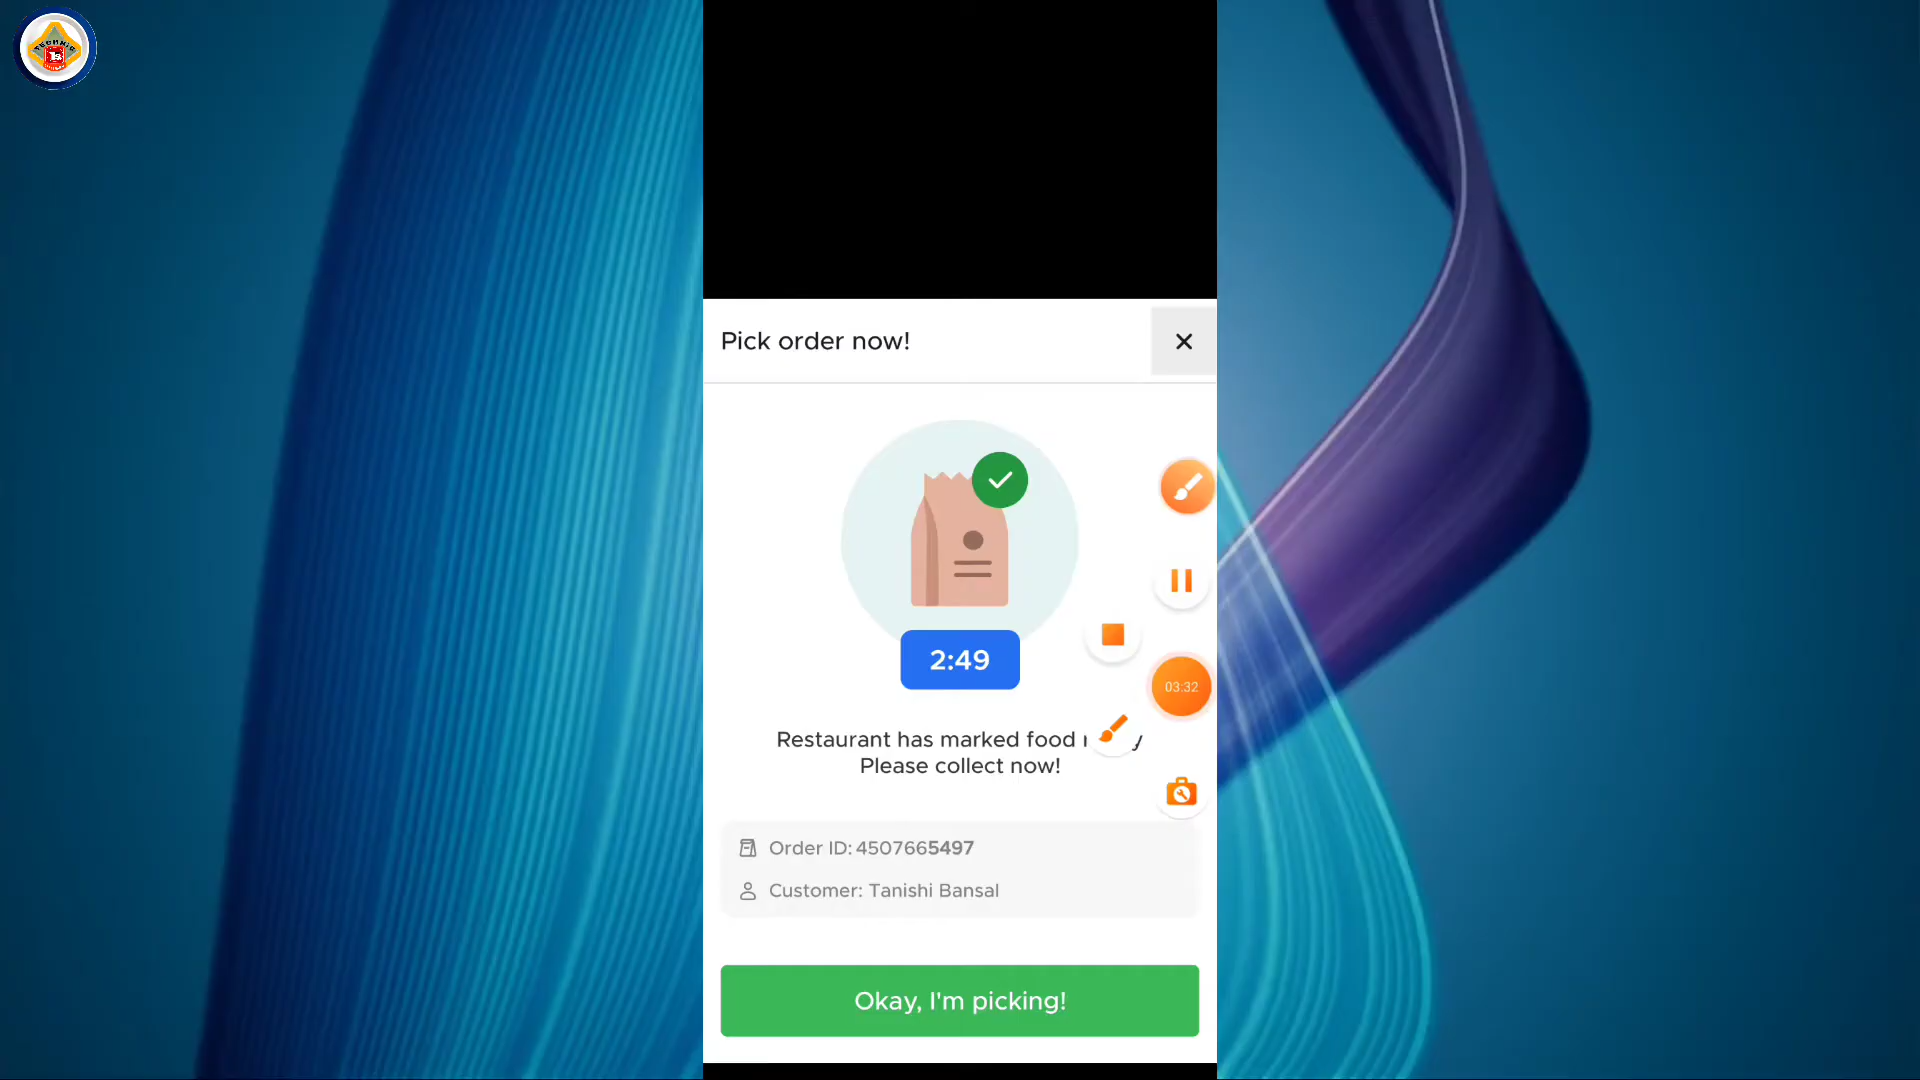 TECHNIC
Pick order now!
2:49
03:32
Restaurant has marked food
Please collect now!
Order ID: 4507665497
Customer: Tanishi Bansal
Okay, I'm picking!